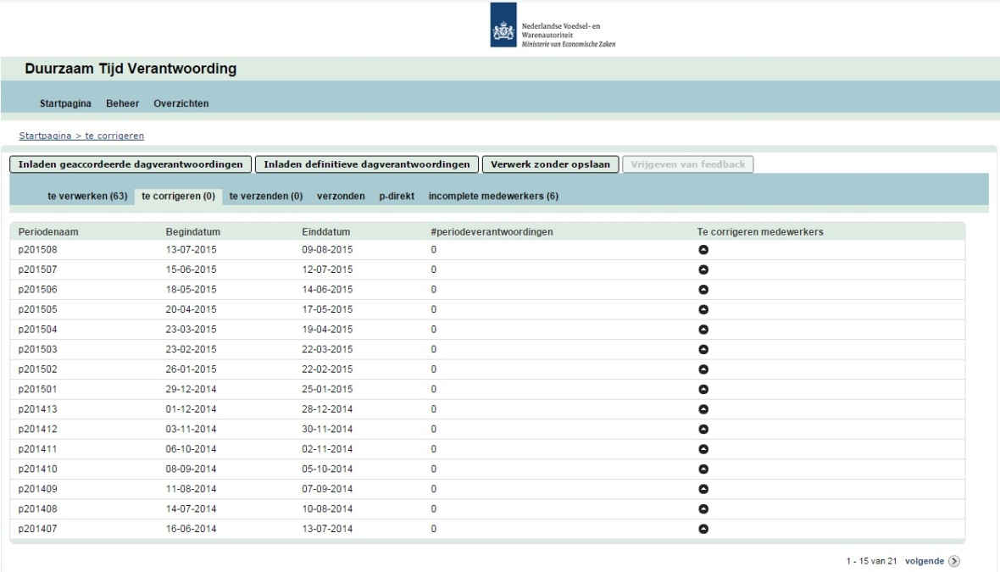 Nederlandse Voedsel- en
Warenautoriteit
Ministerie van Economische Zaken
Duurzaam Tijd Verantwoording
Startpagina Beheer Overzichten
Startpagina > te corrigeren
Inladen geaccordeerde dagverantwoordingen Inladen definitieve dagverantwoordingen Verwerk zonder opslaan Vrijgeven van feedback
te verwerken (63) te corrigeren (0) te verzenden (0) verzonden p-direkt incomplete medewerkers (6)
Periodenaam Begindatum Einddatum #periodeverantwoordingen Te corrigeren medewerkers
p201508 13-07-2015 09-08-2015 0
p201507 15-06-2015 12-07-2015 0
p201506 18-05-2015 14-06-2015 0
p201505 20-04-2015 17-05-2015 0
p201504 23-03-2015 19-04-2015 0
p201503 23-02-2015 22-03-2015 0
p201502 26-01-2015 22-02-2015 0
p201501 29-12-2014 25-01-2015 0
p201413 01-12-2014 28-12-2014 0
p201412 03-11-2014 30-11-2014 0
p201411 06-10-2014 02-11-2014 0
p201410 08-09-2014 05-10-2014 0
p201409 11-08-2014 07-09-2014 0
p201408 14-07-2014 10-08-2014 0
p201407 16-06-2014 13-07-2014 0
1 - 15 van 21 volgende